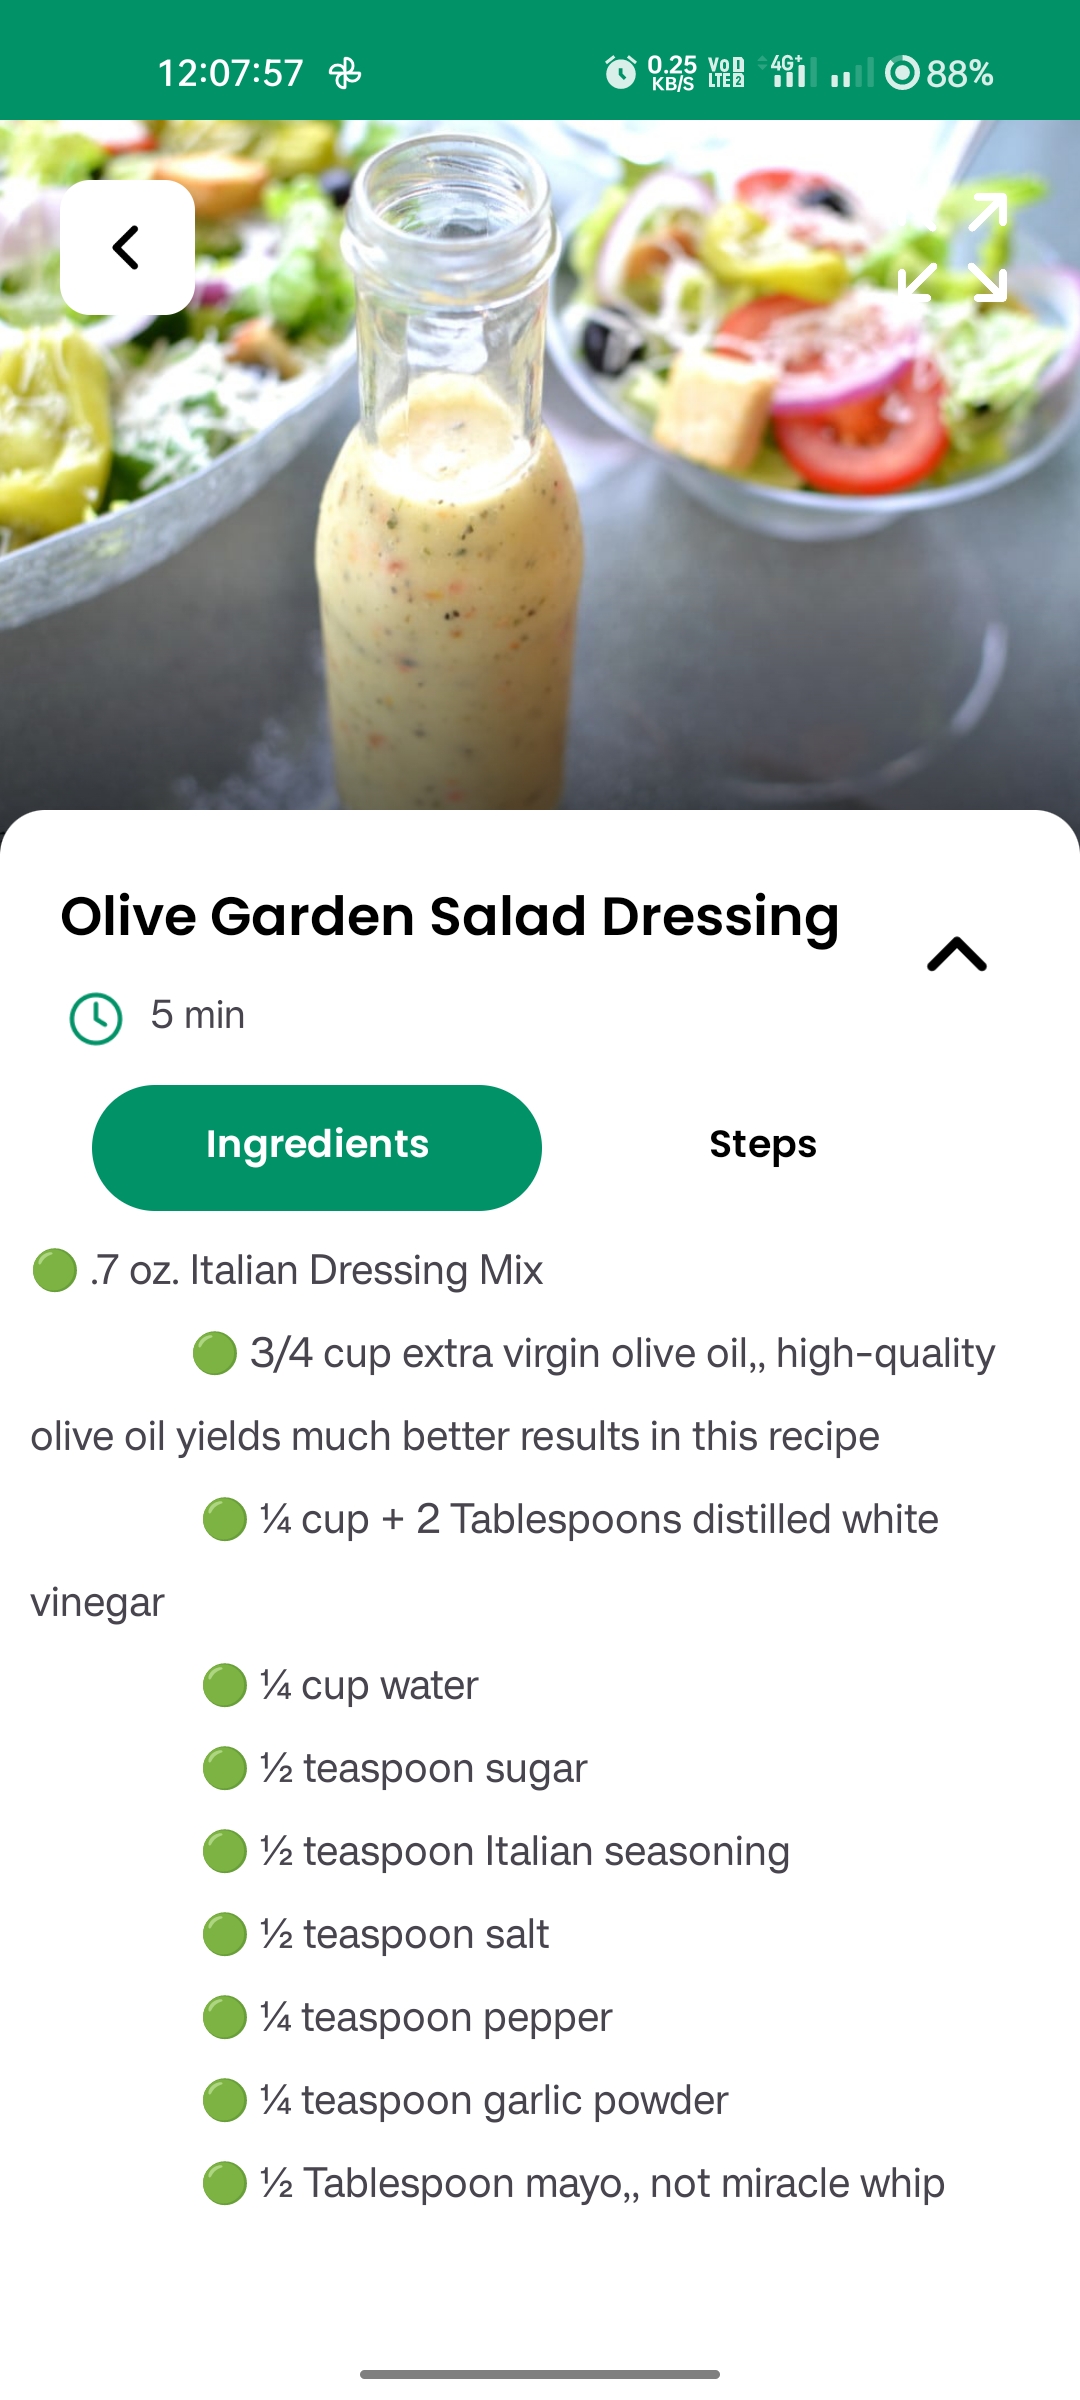 12:07:57
0.25 KB/S VoD LTE2 4G+ 88%
Olive Garden Salad Dressing
5 min
Ingredients Steps
.7 oz. Italian Dressing Mix
3/4 cup extra virgin olive oil,, high-quality
olive oil yields much better results in this recipe
¼ cup + 2 Tablespoons distilled white
vinegar
¼ cup water
½ teaspoon sugar
½ teaspoon Italian seasoning
½ teaspoon salt
¼ teaspoon pepper
¼ teaspoon garlic powder
½ Tablespoon mayo,, not miracle whip